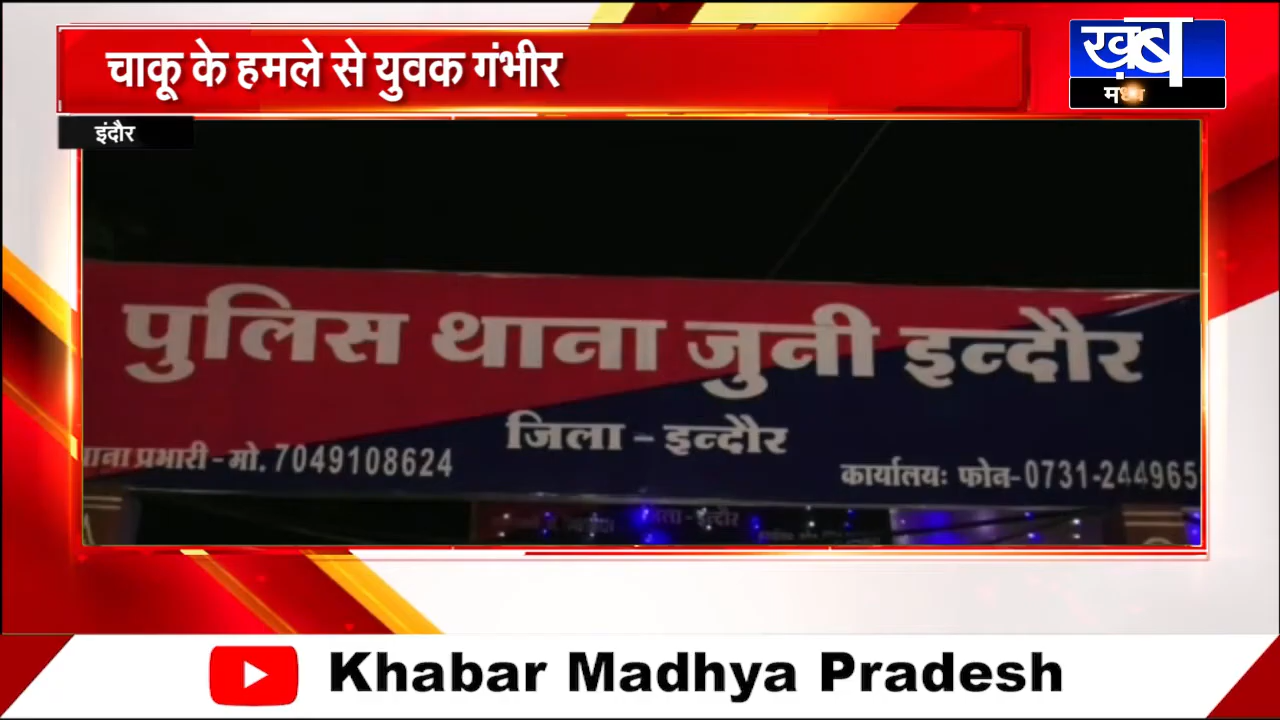 चाकू के हमले से युवक गंभीर
इंदौर
पुलिस थाना जुनी इन्दौर
जिला - इन्दौर
प्रभारी - मो. 7049108624
कार्यालयः फोन-0731-244965
Khabar Madhya Pradesh